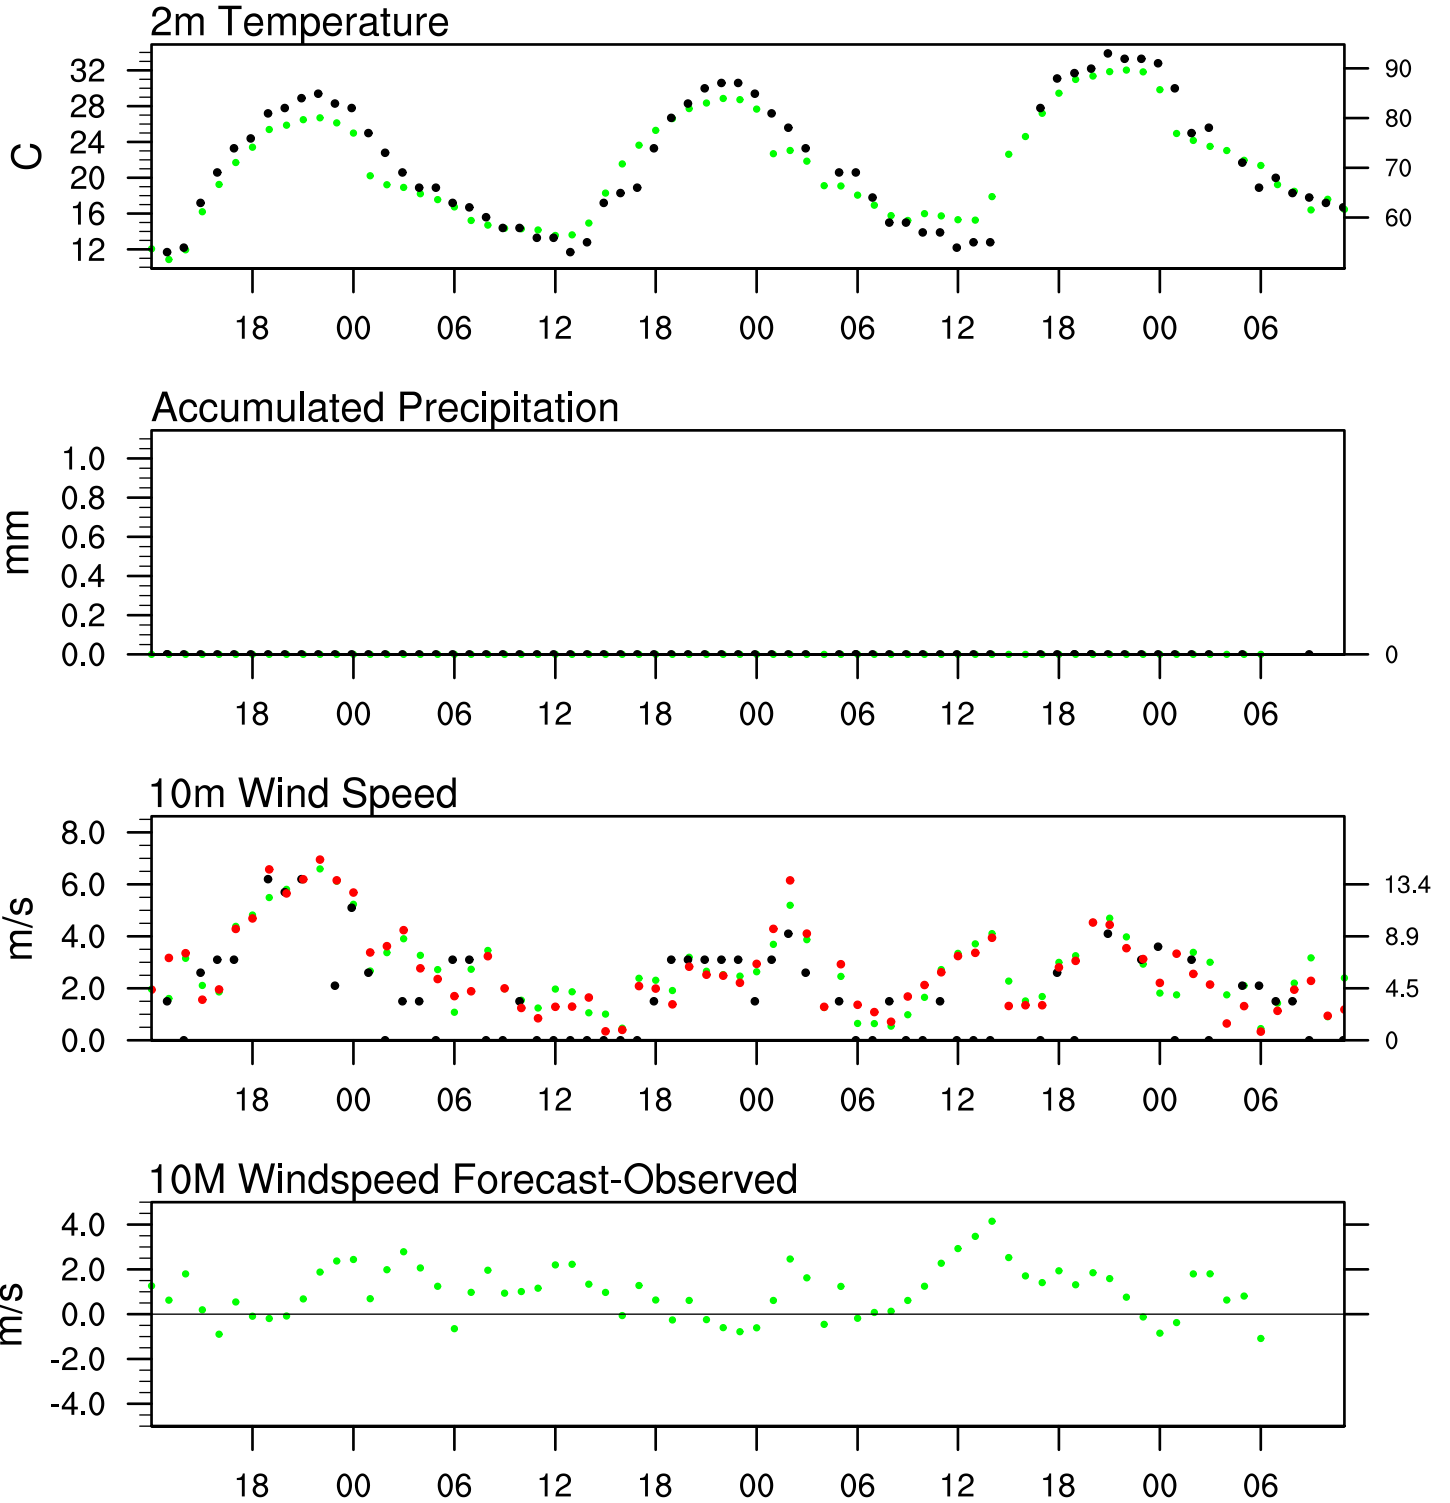 2m Temperature
32
28
24
20
16
12
C
90
80
70
60
18 00 06 12 18 00 06 12 18 00 06
Accumulated Precipitation
1.0
0.8
0.6
0.4
0.2
0.0
mm
0
18 00 06 12 18 00 06 12 18 00 06
10m Wind Speed
8.0
6.0
4.0
2.0
0.0
m/s
13.4
8.9
4.5
0
18 00 06 12 18 00 06 12 18 00 06
10M Windspeed Forecast-Observed
4.0
2.0
0.0
-2.0
-4.0
m/s
18 00 06 12 18 00 06 12 18 00 06